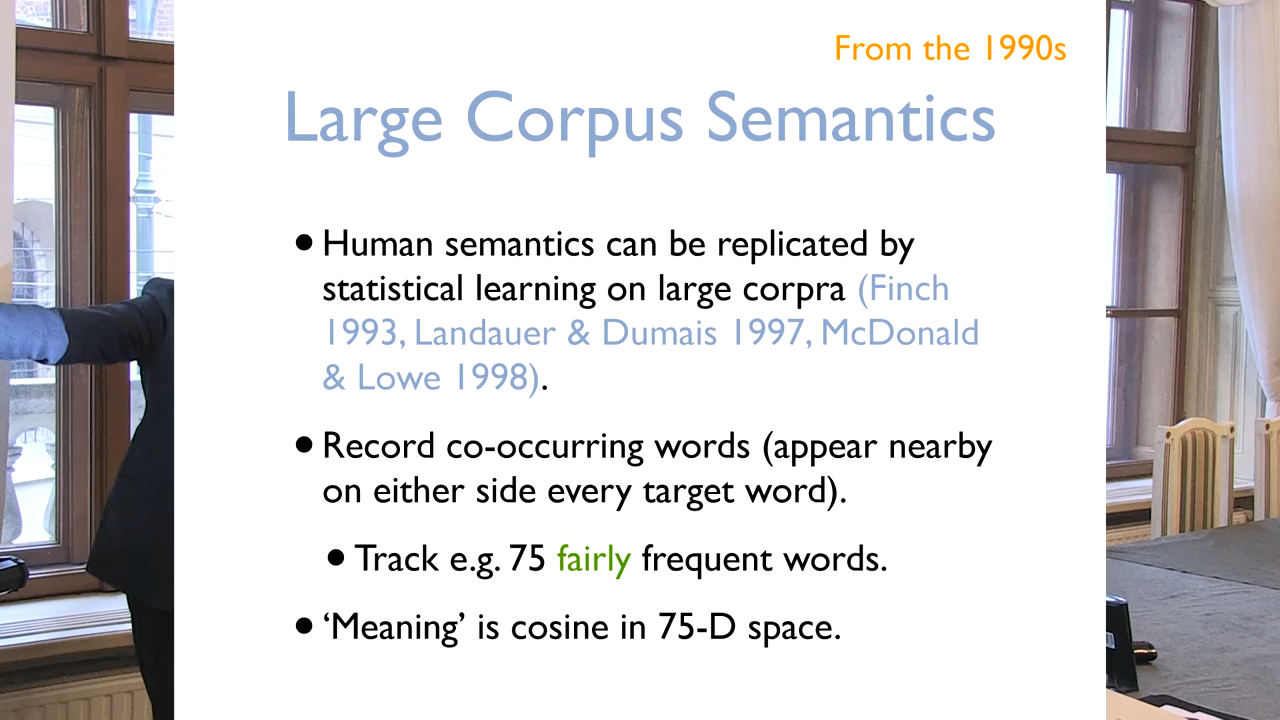 From the 1990s
Large Corpus Semantics
• Human semantics can be replicated by
statistical learning on large corpra (Finch
1993, Landauer & Dumais 1997, McDonald
& Lowe 1998).
• Record co-occurring words (appear nearby
on either side every target word).
• Track e.g. 75 fairly frequent words.
• ‘Meaning’ is cosine in 75-D space.